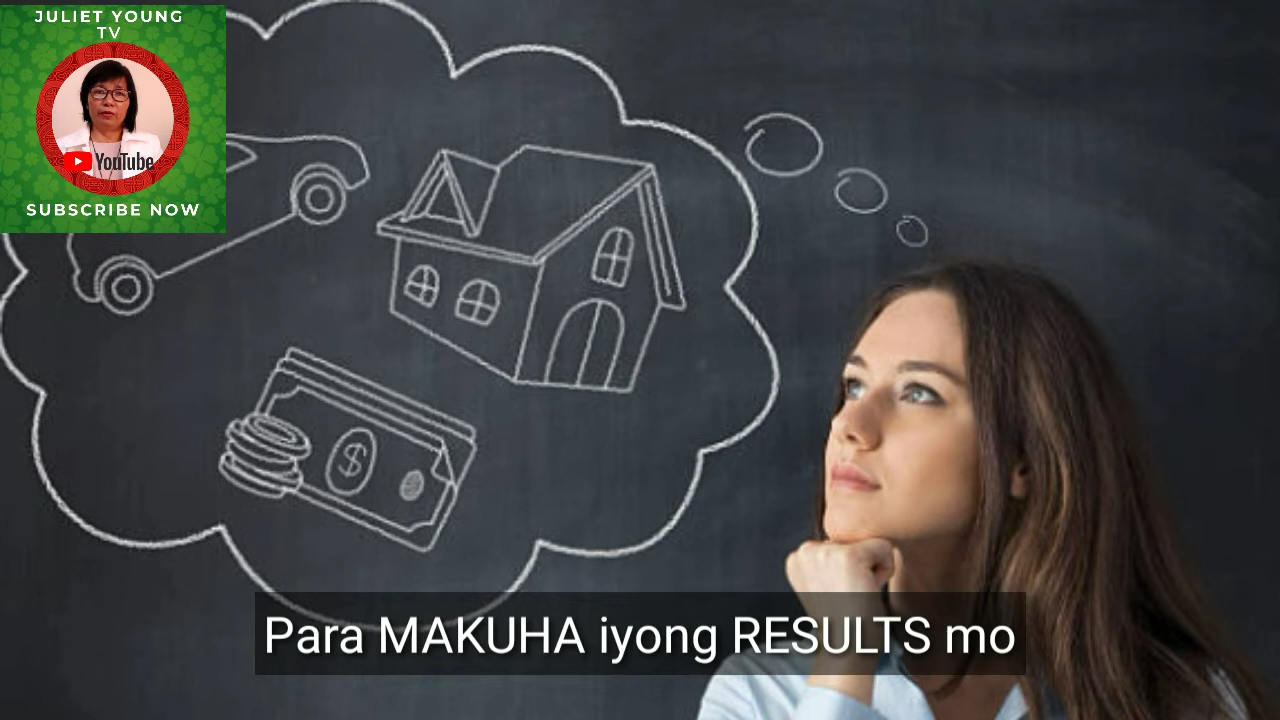 JULIET YOUNG
TV
YouTube
SUBSCRIBE NOW
$
Para MAKUHA iyong RESULTS mo